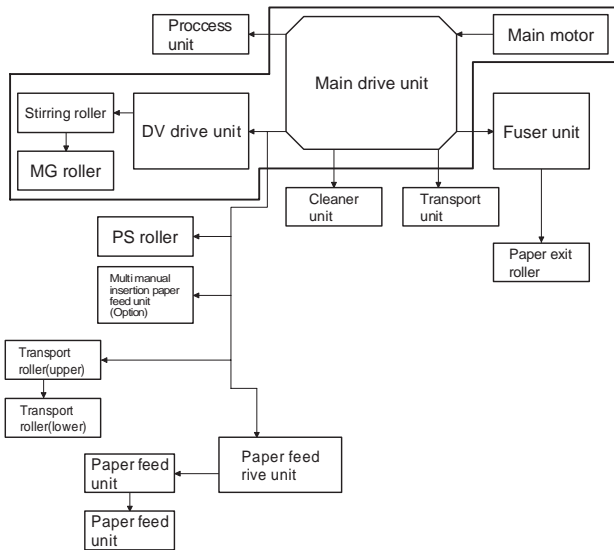 Proccess
unit
Main drive unit
Main motor
Stirring roller
DV drive unit
MG roller
Fuser unit
Cleaner
unit
Transport
unit
PS roller
Paper exit
roller
Multi manual
insertion paper
feed unit
(Option)
Transport
roller(upper)
Transport
roller(lower)
Paper feed
rive unit
Paper feed
unit
Paper feed
unit